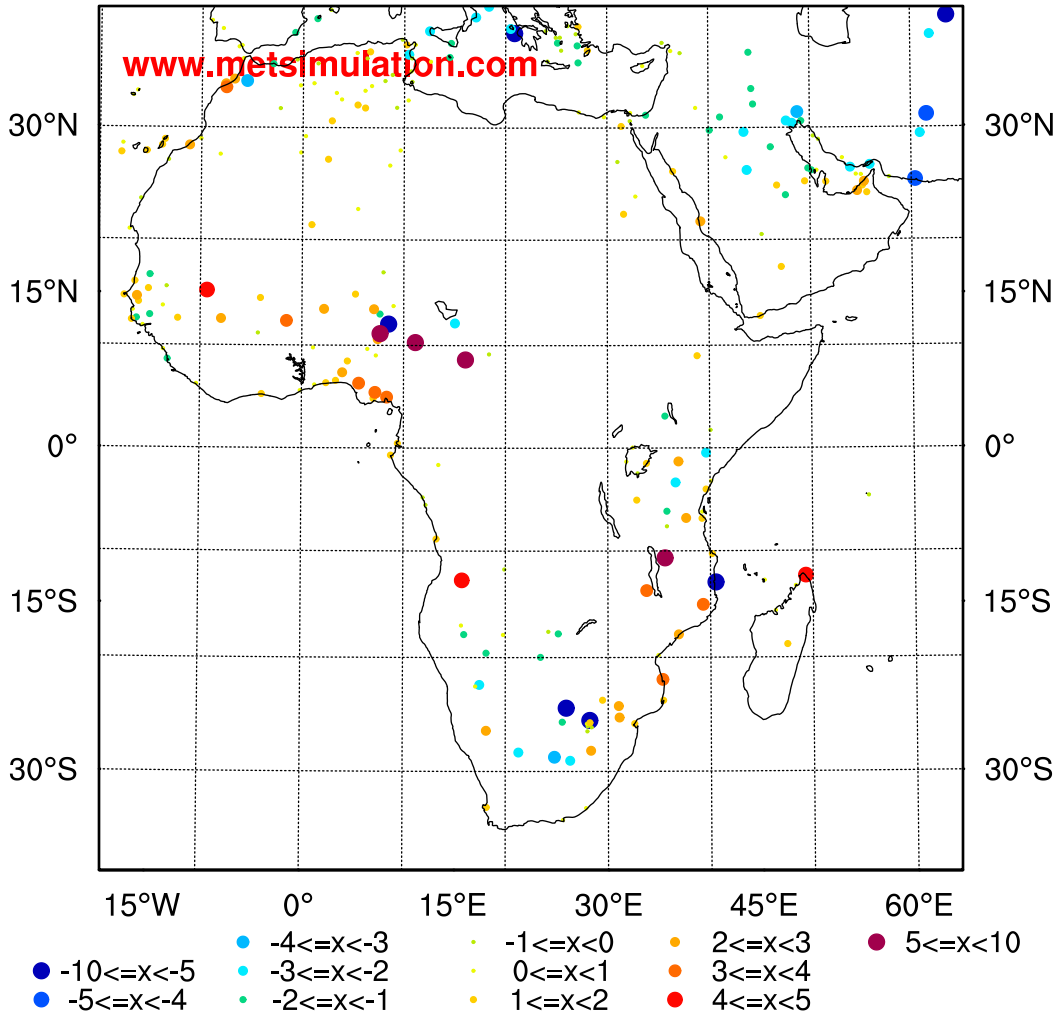 www.metsimulation.com
30°N 30°N
15°N 15°N
0° 0°
15°S 15°S
30°S 30°S
15°W 0° 15°E 30°E 45°E 60°E
-4<=x<-3 -1<=x<0 2<=x<3 5<=x<10
-10<=x<-5 -3<=x<-2 0<=x<1 3<=x<4
-5<=x<-4 -2<=x<-1 1<=x<2 4<=x<5